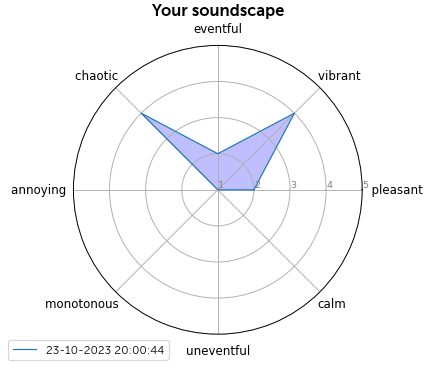 Your soundscape
eventful
chaotic
vibrant
annoying
1 2 3 4 5
pleasant
monotonous
calm
uneventful
23-10-2023 20:00:44